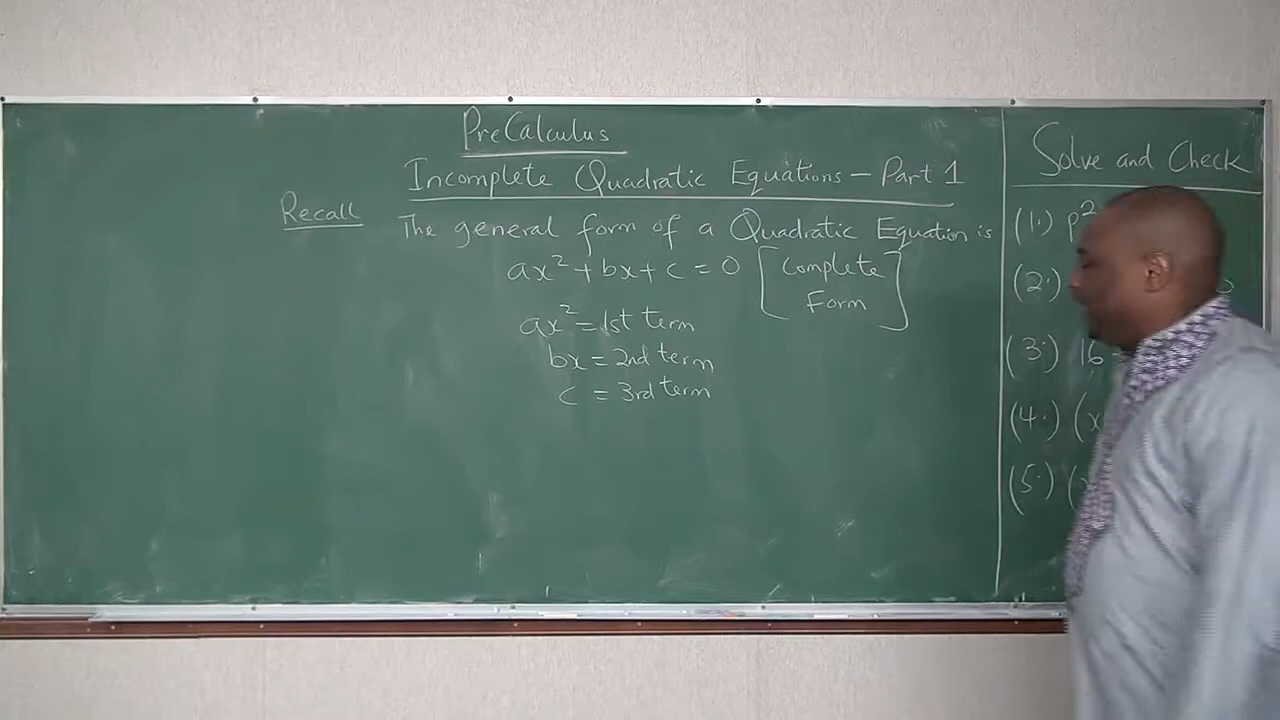 PreCalculus
Incomplete Quadratic Equations - Part 1
Recall The general form of a Quadratic Equation is
ax² + bx + c = 0 [Complete Form]
ax² = 1st term
bx = 2nd term
c = 3rd term
Solve and Check
(1.) p²
(2.)
(3.) 16
(4.) (x
(5.) (